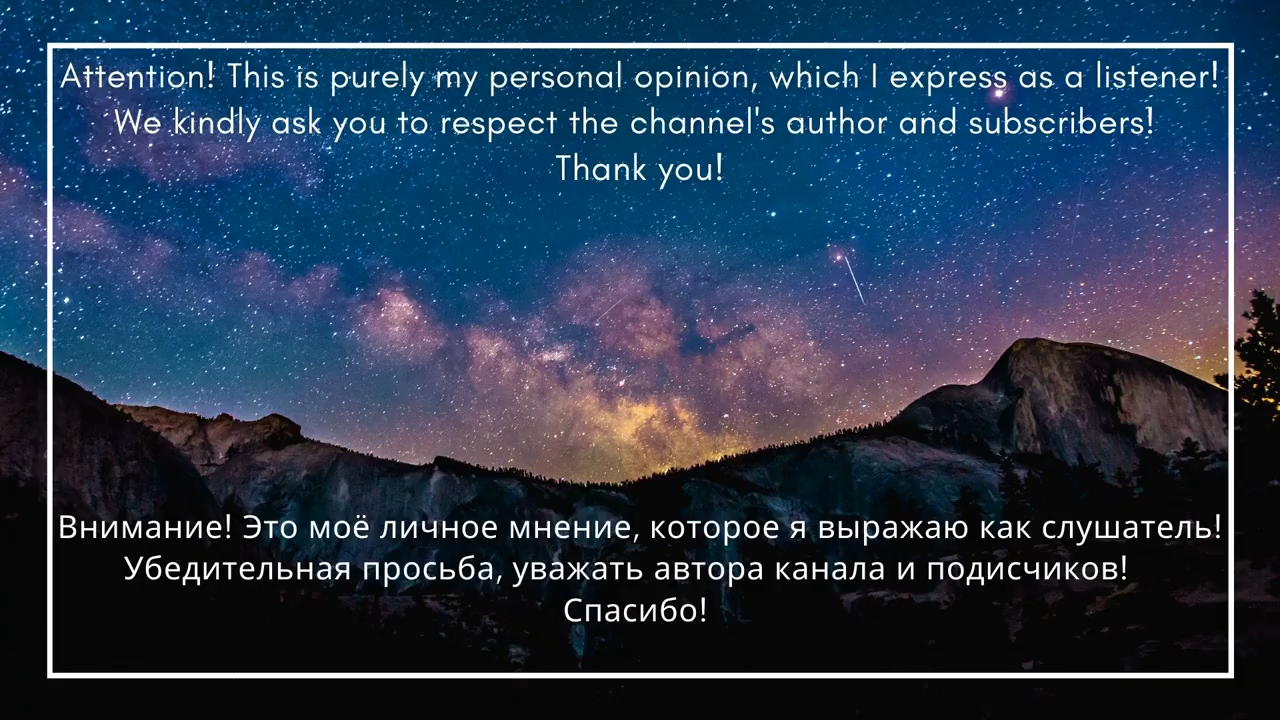 Attention! This is purely my personal opinion, which I express as a listener!
We kindly ask you to respect the channel's author and subscribers!
Thank you!
Внимание! Это моё личное мнение, которое я выражаю как слушатель!
Убедительная просьба, уважать автора канала и подисчиков!
Спасибо!